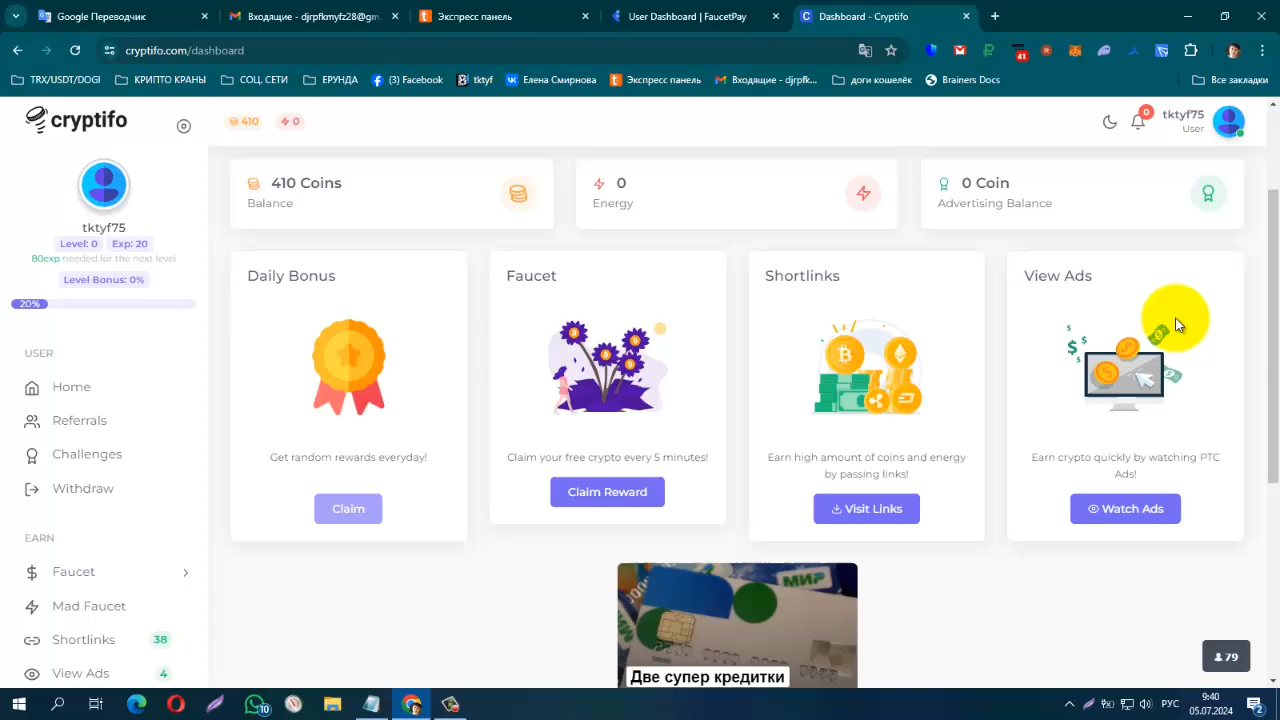 Google Переводчик
Входящие - djrpfkmyfz28@gm
Экспресс панель
User Dashboard | FaucetPay
Dashboard - Cryptifo
cryptifo.com/dashboard
41
TRX/USDT/DOGI
КРИПТО КРАНЫ
СОЦ. СЕТИ
ЕРУНДА
(3) Facebook
tktyf
Елена Смирнова
Экспресс панель
Входящие - djrpfk...
доги кошелёк
Brainers Docs
Все закладки
cryptifo
410
0
0
tktyf75
User
tktyf75
Level: 0
Exp: 20
80exp needed for the next level
Level Bonus: 0%
20%
410 Coins
Balance
0
Energy
0 Coin
Advertising Balance
USER
Home
Referrals
Challenges
Withdraw
EARN
Faucet
Mad Faucet
Shortlinks
38
View Ads
4
Daily Bonus
Get random rewards everyday!
Claim
Faucet
Claim your free crypto every 5 minutes!
Claim Reward
Shortlinks
Earn high amount of coins and energy
by passing links!
Visit Links
View Ads
Earn crypto quickly by watching PTC
Ads!
Watch Ads
МИР
Две супер кредитки
79
10
РУС
9:40
05.07.2024
2